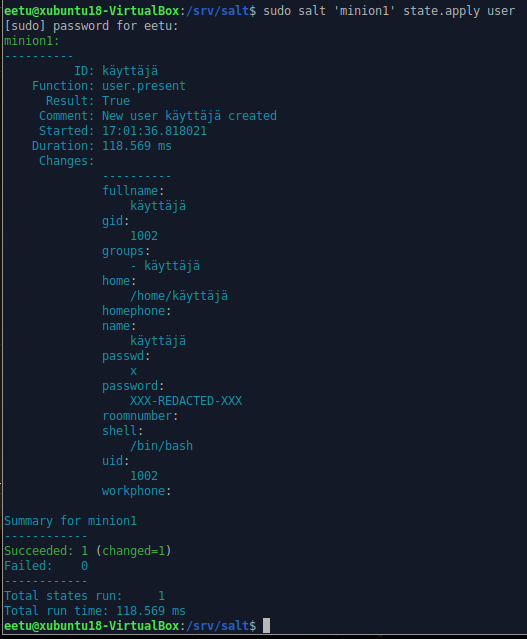 eetu@xubuntu18-VirtualBox:/srv/salt$ sudo salt 'minion1' state.apply user
[sudo] password for eetu:
minion1:
----------
          ID: käyttäjä
    Function: user.present
      Result: True
     Comment: New user käyttäjä created
     Started: 17:01:36.818021
    Duration: 118.569 ms
     Changes:
              ----------
              fullname:
                  käyttäjä
              gid:
                  1002
              groups:
                  - käyttäjä
              home:
                  /home/käyttäjä
              homephone:
              name:
                  käyttäjä
              passwd:
                  x
              password:
                  XXX-REDACTED-XXX
              roomnumber:
              shell:
                  /bin/bash
              uid:
                  1002
              workphone:

Summary for minion1
------------
Succeeded: 1 (changed=1)
Failed:    0
------------
Total states run:     1
Total run time: 118.569 ms
eetu@xubuntu18-VirtualBox:/srv/salt$